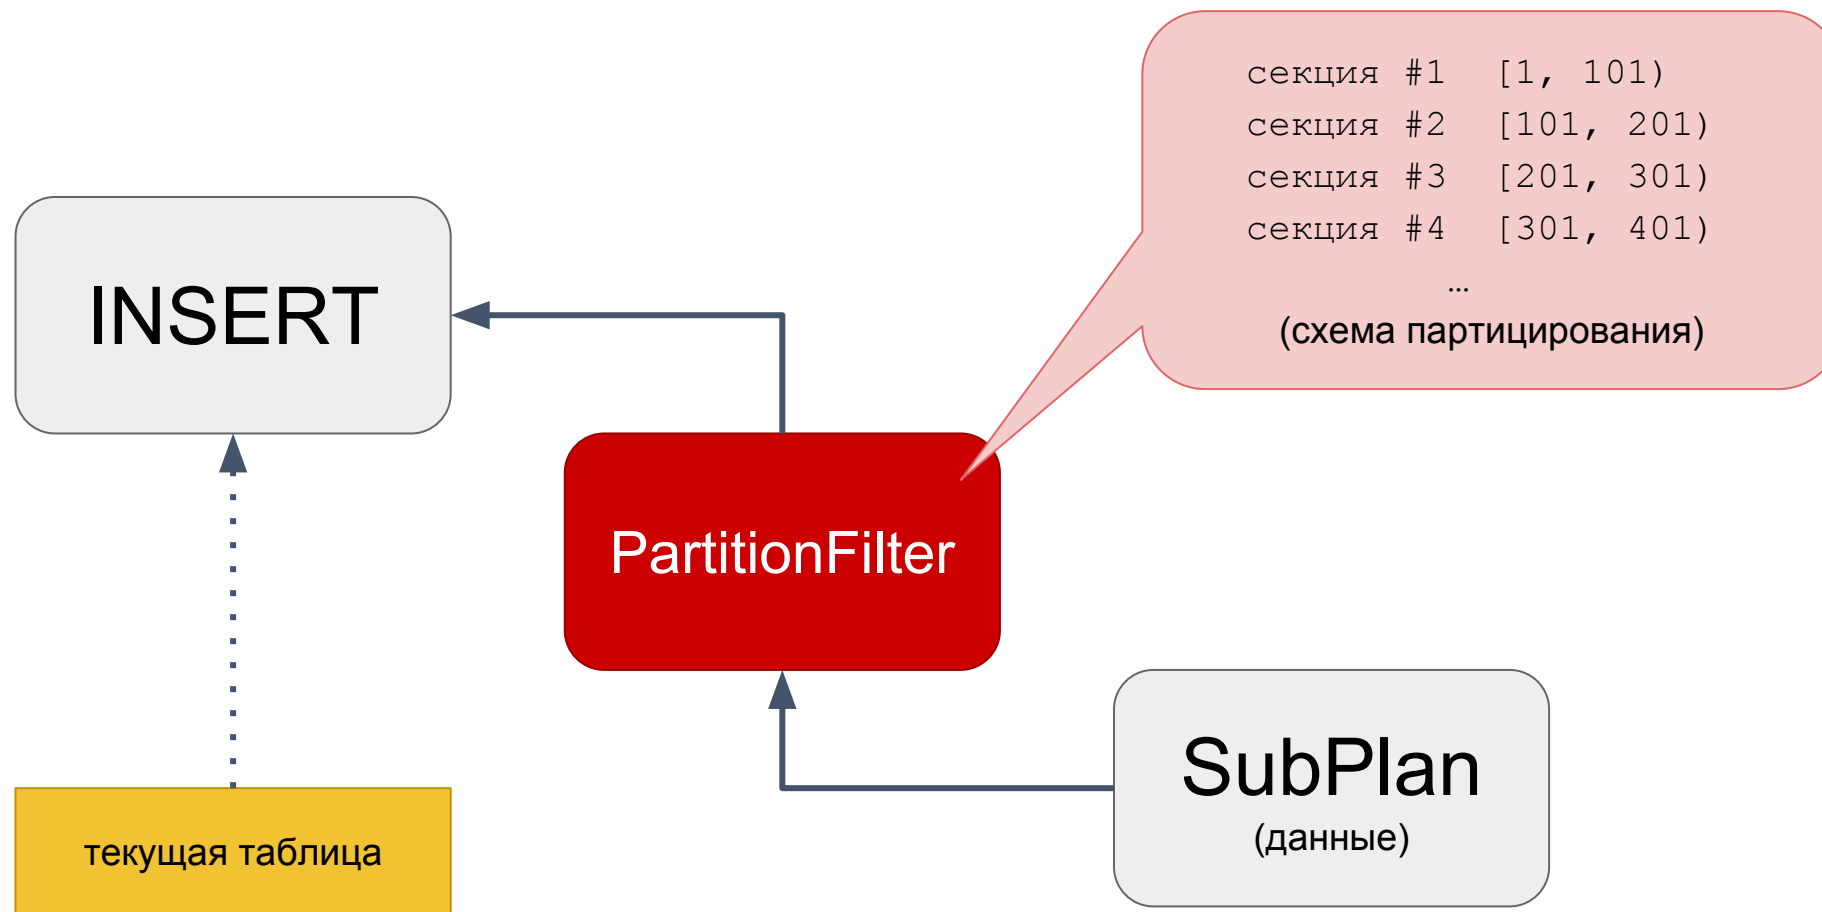 секция #1 [1, 101)
секция #2 [101, 201)
секция #3 [201, 301)
секция #4 [301, 401)
…
(схема партицирования)
INSERT
PartitionFilter
SubPlan
(данные)
текущая таблица